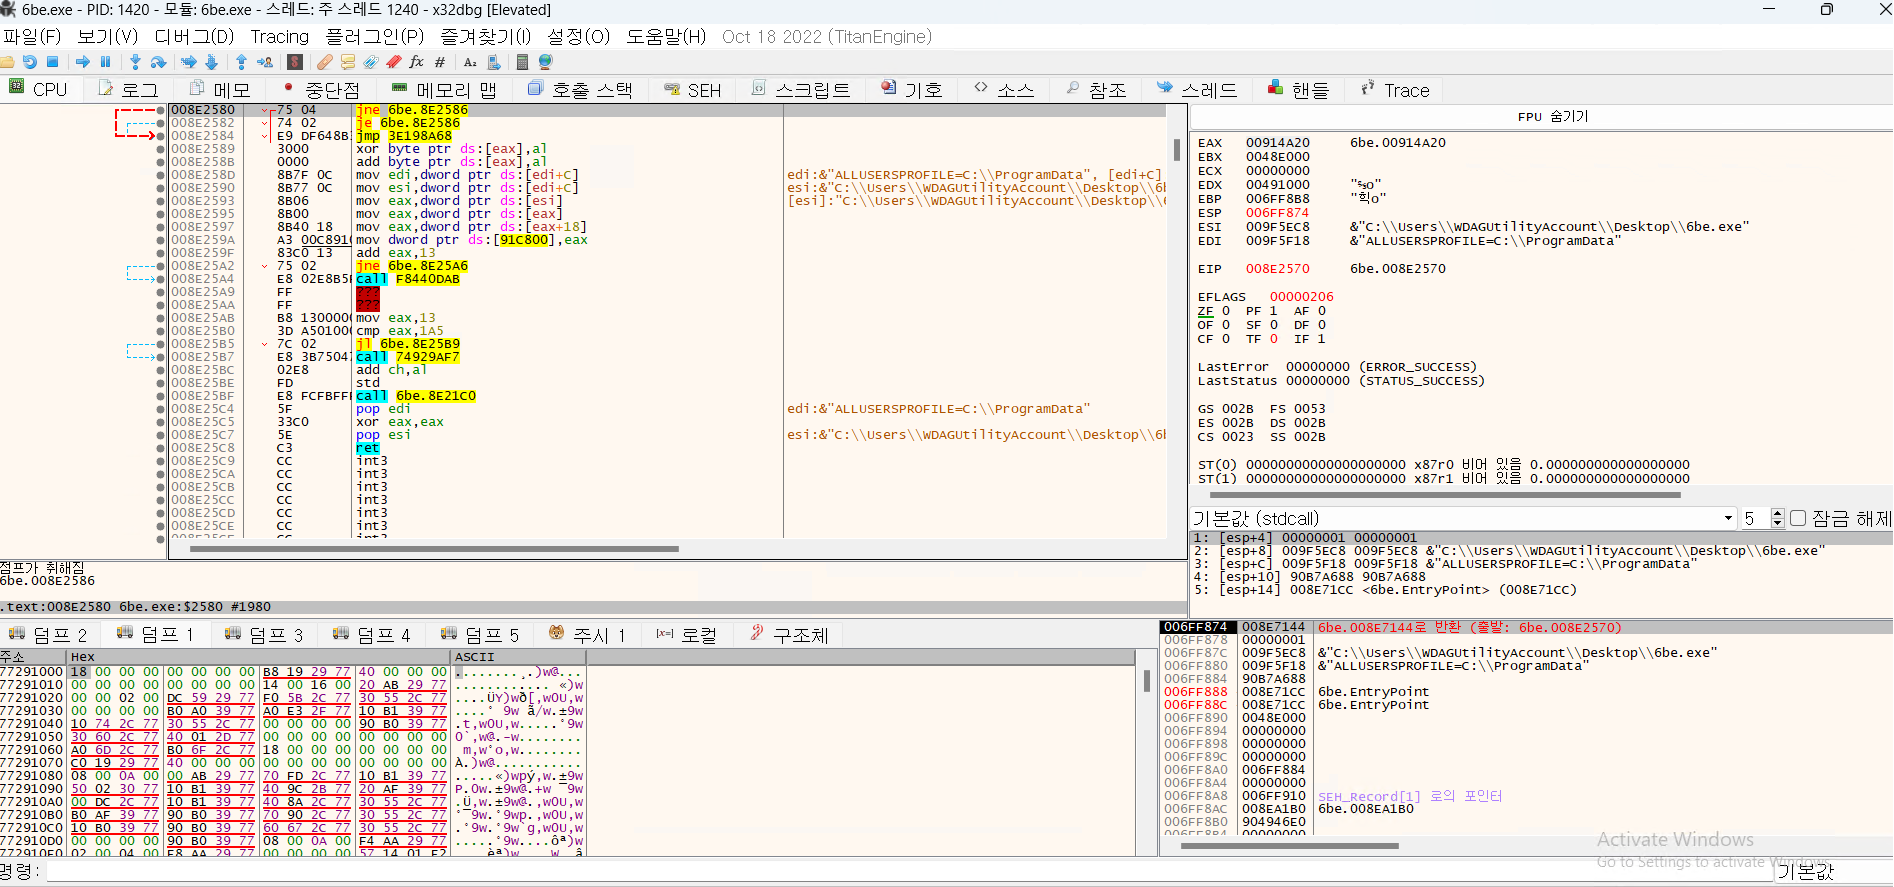 6be.exe - PID: 1420 - 모듈: 6be.exe - 스레드: 주 스레드 1240 - x32dbg [Elevated]
파일(F) 보기(V) 디버그(D) Tracing 플러그인(P) 즐겨찾기(I) 설정(O) 도움말(H) Oct 18 2022 (TitanEngine)
CPU 로그 메모 중단점 메모리 맵 호출 스택 SEH 스크립트 기호 소스 참조 스레드 핸들 Trace
008E2580 75 04 jne 6be.8E2586
008E2582 74 02 je 6be.8E2586
008E2584 E9 DF648B jmp 3E198A68
008E2589 3000 xor byte ptr ds:[eax],al
008E258B 0000 add byte ptr ds:[eax],al
008E258D 8B7F 0C mov edi,dword ptr ds:[edi+C] edi:&"ALLUSERSPROFILE=C:\\ProgramData", [edi+C]
008E2590 8B77 0C mov esi,dword ptr ds:[edi+C] esi:&"C:\\Users\\WDAGUtilityAccount\\Desktop\\6
008E2593 8B06 mov eax,dword ptr ds:[esi] [esi]:"C:\\Users\\WDAGUtilityAccount\\Desktop\\
008E2595 8B00 mov eax,dword ptr ds:[eax]
008E2597 8B40 18 mov eax,dword ptr ds:[eax+18]
008E259A A3 00C891 mov dword ptr ds:[91C800],eax
008E259F 83C0 13 add eax,13
008E25A2 75 02 jne 6be.8E25A6
008E25A4 E8 02E8B5 call F8440DAB
008E25A9 FF ???
008E25AA FF ???
008E25AB B8 130000 mov eax,13
008E25B0 3D A50100 cmp eax,1A5
008E25B5 7C 02 jl 6be.8E25B9
008E25B7 E8 3B7504 call 74929AF7
008E25BC 02E8 add ch,al
008E25BE FD std
008E25BF E8 FCFBFF call 6be.8E21C0
008E25C4 5F pop edi edi:&"ALLUSERSPROFILE=C:\\ProgramData"
008E25C5 33C0 xor eax,eax
008E25C7 5E pop esi esi:&"C:\\Users\\WDAGUtilityAccount\\Desktop\\6
008E25C8 C3 ret
008E25C9 CC int3
008E25CA CC int3
008E25CB CC int3
008E25CC CC int3
008E25CD CC int3
008E25CE CC int3
점프가 취해짐
6be.008E2586
.text:008E2580 6be.exe:$2580 #1980
FPU 숨기기
EAX 00914A20 6be.00914A20
EBX 0048E000
ECX 00000000
EDX 00491000
EBP 006FF8B8
ESP 006FF874
ESI 009F5EC8 &"C:\\Users\\WDAGUtilityAccount\\Desktop\\6be.exe"
EDI 009F5F18 &"ALLUSERSPROFILE=C:\\ProgramData"
EIP 008E2570 6be.008E2570
EFLAGS 00000206
ZF 0 PF 1 AF 0
OF 0 SF 0 DF 0
CF 0 TF 0 IF 1
LastError 00000000 (ERROR_SUCCESS)
LastStatus 00000000 (STATUS_SUCCESS)
GS 002B FS 0053
ES 002B DS 002B
CS 0023 SS 002B
ST(0) 00000000000000000000 x87r0 비어 있음 0.000000000000000000
ST(1) 00000000000000000000 x87r1 비어 있음 0.000000000000000000
기본값 (stdcall) 5 잠금 해제
1: [esp+4] 00000001 00000001
2: [esp+8] 009F5EC8 009F5EC8 &"C:\\Users\\WDAGUtilityAccount\\Desktop\\6be.exe"
3: [esp+C] 009F5F18 009F5F18 &"ALLUSERSPROFILE=C:\\ProgramData"
4: [esp+10] 90B7A688 90B7A688
5: [esp+14] 008E71CC <6be.EntryPoint> (008E71CC)
덤프 2 덤프 1 덤프 3 덤프 4 덤프 5 주시 1 [x=] 로컬 구조체
주소 Hex ASCII
77291000 18 00 00 00 00 00 00 00 B8 19 29 77 40 00 00 00 ........¸.)w@...
77291010 00 00 00 00 00 00 00 00 14 00 16 00 20 AB 29 77 ............ «)w
77291020 00 00 02 00 DC 59 29 77 F0 5B 2C 77 30 55 2C 77 ....ÜY)wð[,w0U,w
77291030 00 00 00 00 B0 A0 39 77 A0 E3 2F 77 10 B1 39 77 ....° 9w ã/w.±9w
77291040 10 74 2C 77 30 55 2C 77 00 00 00 00 90 B0 39 77 .t,w0U,w.....°9w
77291050 30 60 2C 77 40 01 2D 77 00 00 00 00 00 00 00 00 0`,w@.-w........
77291060 A0 6D 2C 77 B0 6F 2C 77 18 00 00 00 00 00 00 00 m,w°o,w........
77291070 C0 19 29 77 40 00 00 00 00 00 00 00 00 00 00 00 À.)w@...........
77291080 08 00 0A 00 00 AB 29 77 70 FD 2C 77 10 B1 39 77 .....«)wpý,w.±9w
77291090 50 02 30 77 10 B1 39 77 40 9C 2B 77 20 AF 39 77 P.0w.±9w@.+w ¯9w
772910A0 00 DC 2C 77 10 B1 39 77 40 8A 2C 77 30 55 2C 77 .Ü,w.±9w@.,w0U,w
772910B0 B0 AF 39 77 90 B0 39 77 70 90 2C 77 30 55 2C 77 °¯9w.°9wp.,w0U,w
772910C0 10 B0 39 77 90 B0 39 77 60 67 2C 77 30 55 2C 77 .°9w.°9w`g,w0U,w
772910D0 00 00 00 00 90 B0 39 77 08 00 0A 00 F4 AA 29 77 .....°9w....ôª)w
772910E0 02 00 04 00 E8 AA 29 77 00 00 00 00 57 14 01 E2
006FF874 008E7144 6be.008E7144로 반환 (출발: 6be.008E2570)
006FF878 00000001
006FF87C 009F5EC8 &"C:\\Users\\WDAGUtilityAccount\\Desktop\\6be.exe"
006FF880 009F5F18 &"ALLUSERSPROFILE=C:\\ProgramData"
006FF884 90B7A688
006FF888 008E71CC 6be.EntryPoint
006FF88C 008E71CC 6be.EntryPoint
006FF890 0048E000
006FF894 00000000
006FF898 00000000
006FF89C 00000000
006FF8A0 006FF884
006FF8A4 00000000
006FF8A8 006FF910 SEH_Record[1] 로의 포인터
006FF8AC 008EA1B0 6be.008EA1B0
006FF8B0 904946E0
006FF8B4 00000000
Activate Windows
Go to Settings to activate Windows.
명령: 기본값